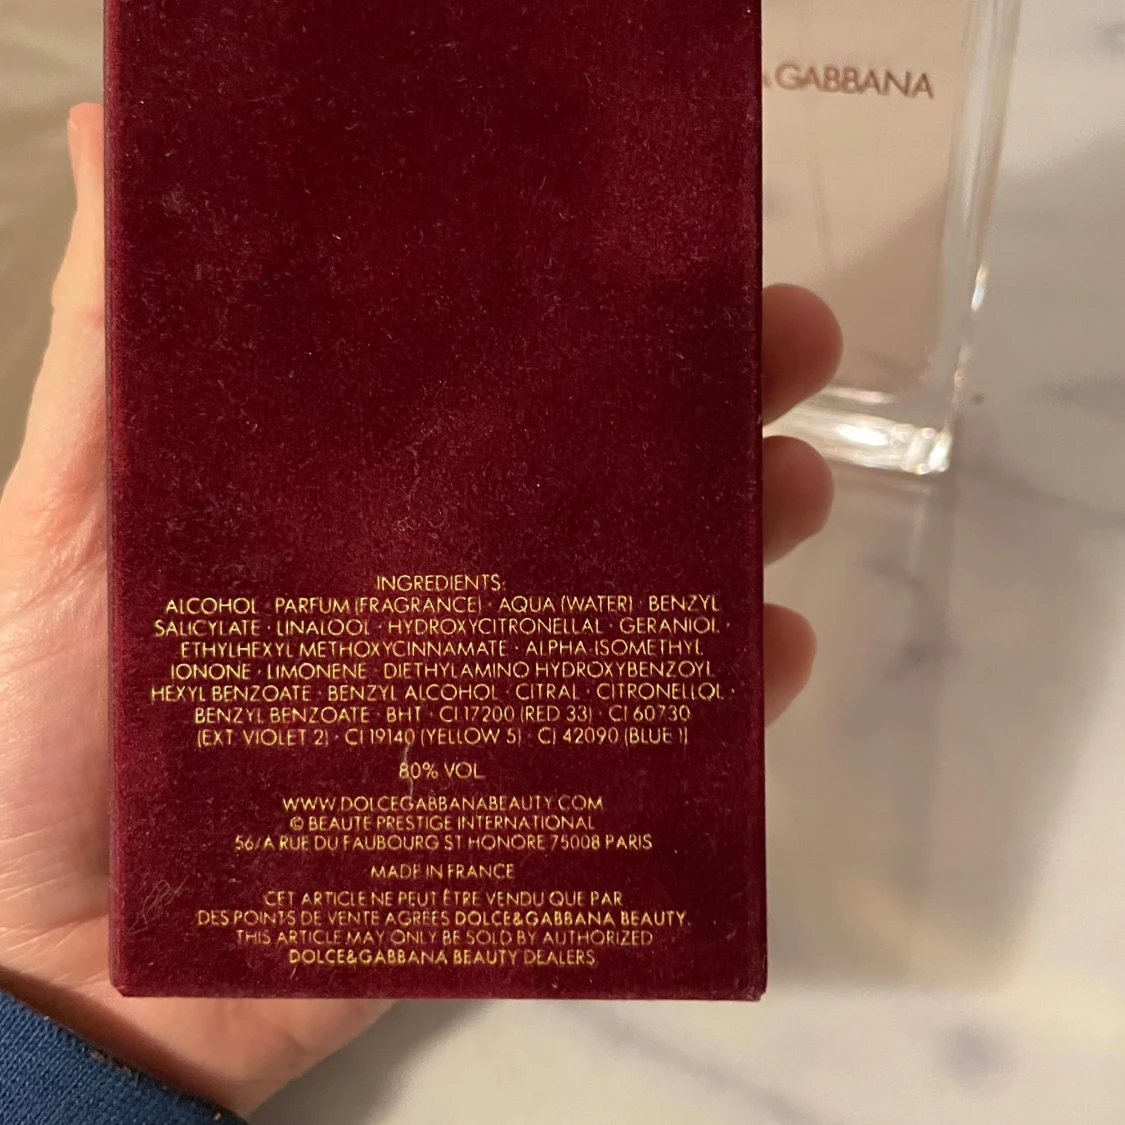 & GABBANA
INGREDIENTS:
ALCOHOL · PARFUM (FRAGRANCE) · AQUA (WATER) · BENZYL
SALICYLATE · LINALOOL · HYDROXYCITRONELLAL · GERANIOL ·
ETHYLHEXYL METHOXYCINNAMATE · ALPHA ISOMETHYL
IONONE · LIMONENE · DIETHYLAMINO HYDROXYBENZOYL
HEXYL BENZOATE · BENZYL ALCOHOL · CITRAL · CITRONELLOL ·
BENZYL BENZOATE · BHT · CI 17200 (RED 33) · CI 60730
(EXT. VIOLET 2) · CI 19140 (YELLOW 5) · CI 42090 (BLUE 1)
80% VOL.
WWW.DOLCEGABBANABEAUTY.COM
© BEAUTE PRESTIGE INTERNATIONAL
56/A RUE DU FAUBOURG ST HONORE 75008 PARIS
MADE IN FRANCE
CET ARTICLE NE PEUT ÊTRE VENDU QUE PAR
DES POINTS DE VENTE AGRÉÉS DOLCE&GABBANA BEAUTY.
THIS ARTICLE MAY ONLY BE SOLD BY AUTHORIZED
DOLCE&GABBANA BEAUTY DEALERS.